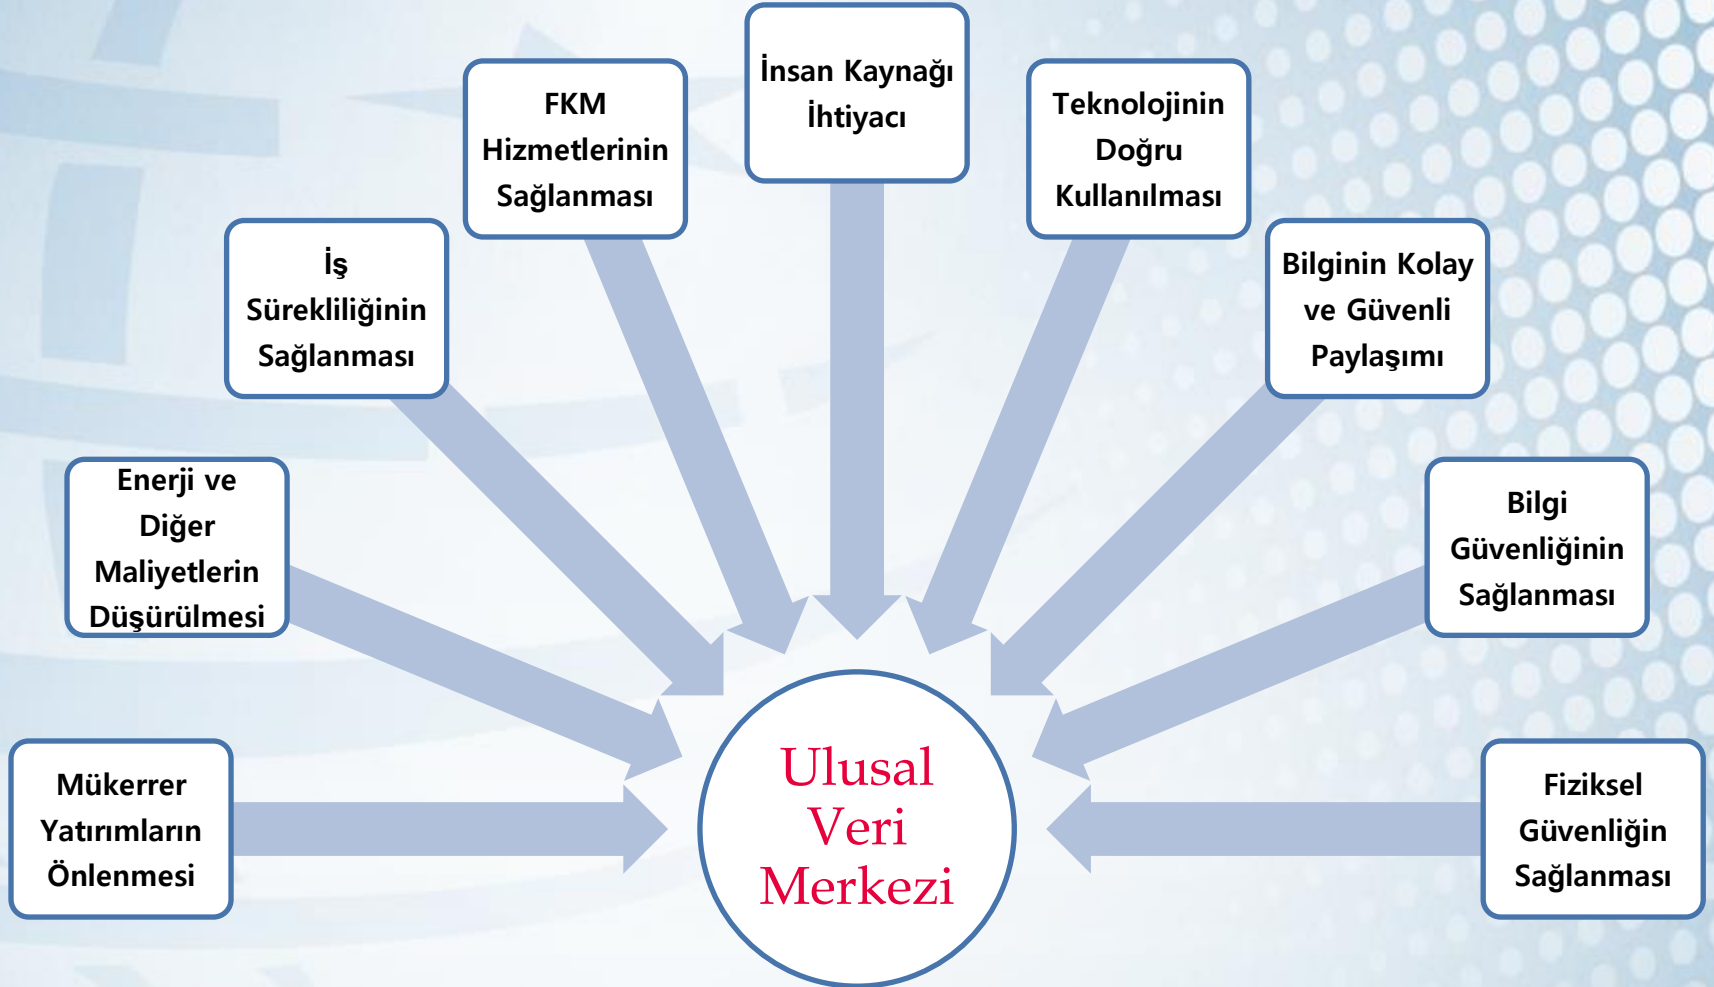 İnsan Kaynağı
İhtiyacı
FKM
Hizmetlerinin
Sağlanması
Teknolojinin
Doğru
Kullanılması
İş
Sürekliliğinin
Sağlanması
Bilginin Kolay
ve Güvenli
Paylaşımı
Enerji ve
Diğer
Maliyetlerin
Düşürülmesi
Bilgi
Güvenliğinin
Sağlanması
Mükerrer
Yatırımların
Önlenmesi
Ulusal
Veri
Merkezi
Fiziksel
Güvenliğin
Sağlanması